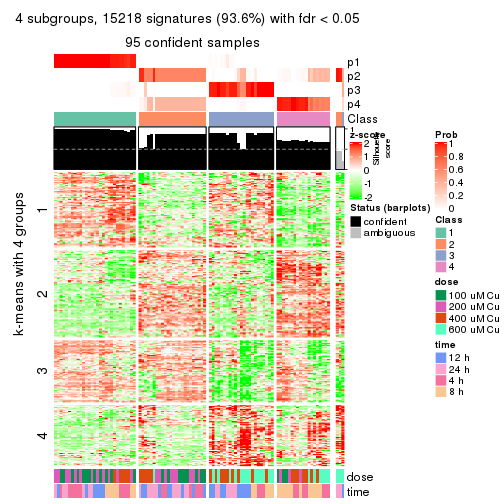 4 subgroups, 15218 signatures (93.6%) with fdr < 0.05
95 confident samples
p1
p2
p3
p4
Class
1
Silhouette
score
k-means with 4 groups
1
2
3
4
dose
time
z-score
2
1
0
-1
-2
Status (barplots)
confident
ambiguous
Prob
1
0.8
0.6
0.4
0.2
0
Class
1
2
3
4
dose
100 uM Cu
200 uM Cu
400 uM Cu
600 uM Cu
time
12 h
24 h
4 h
8 h